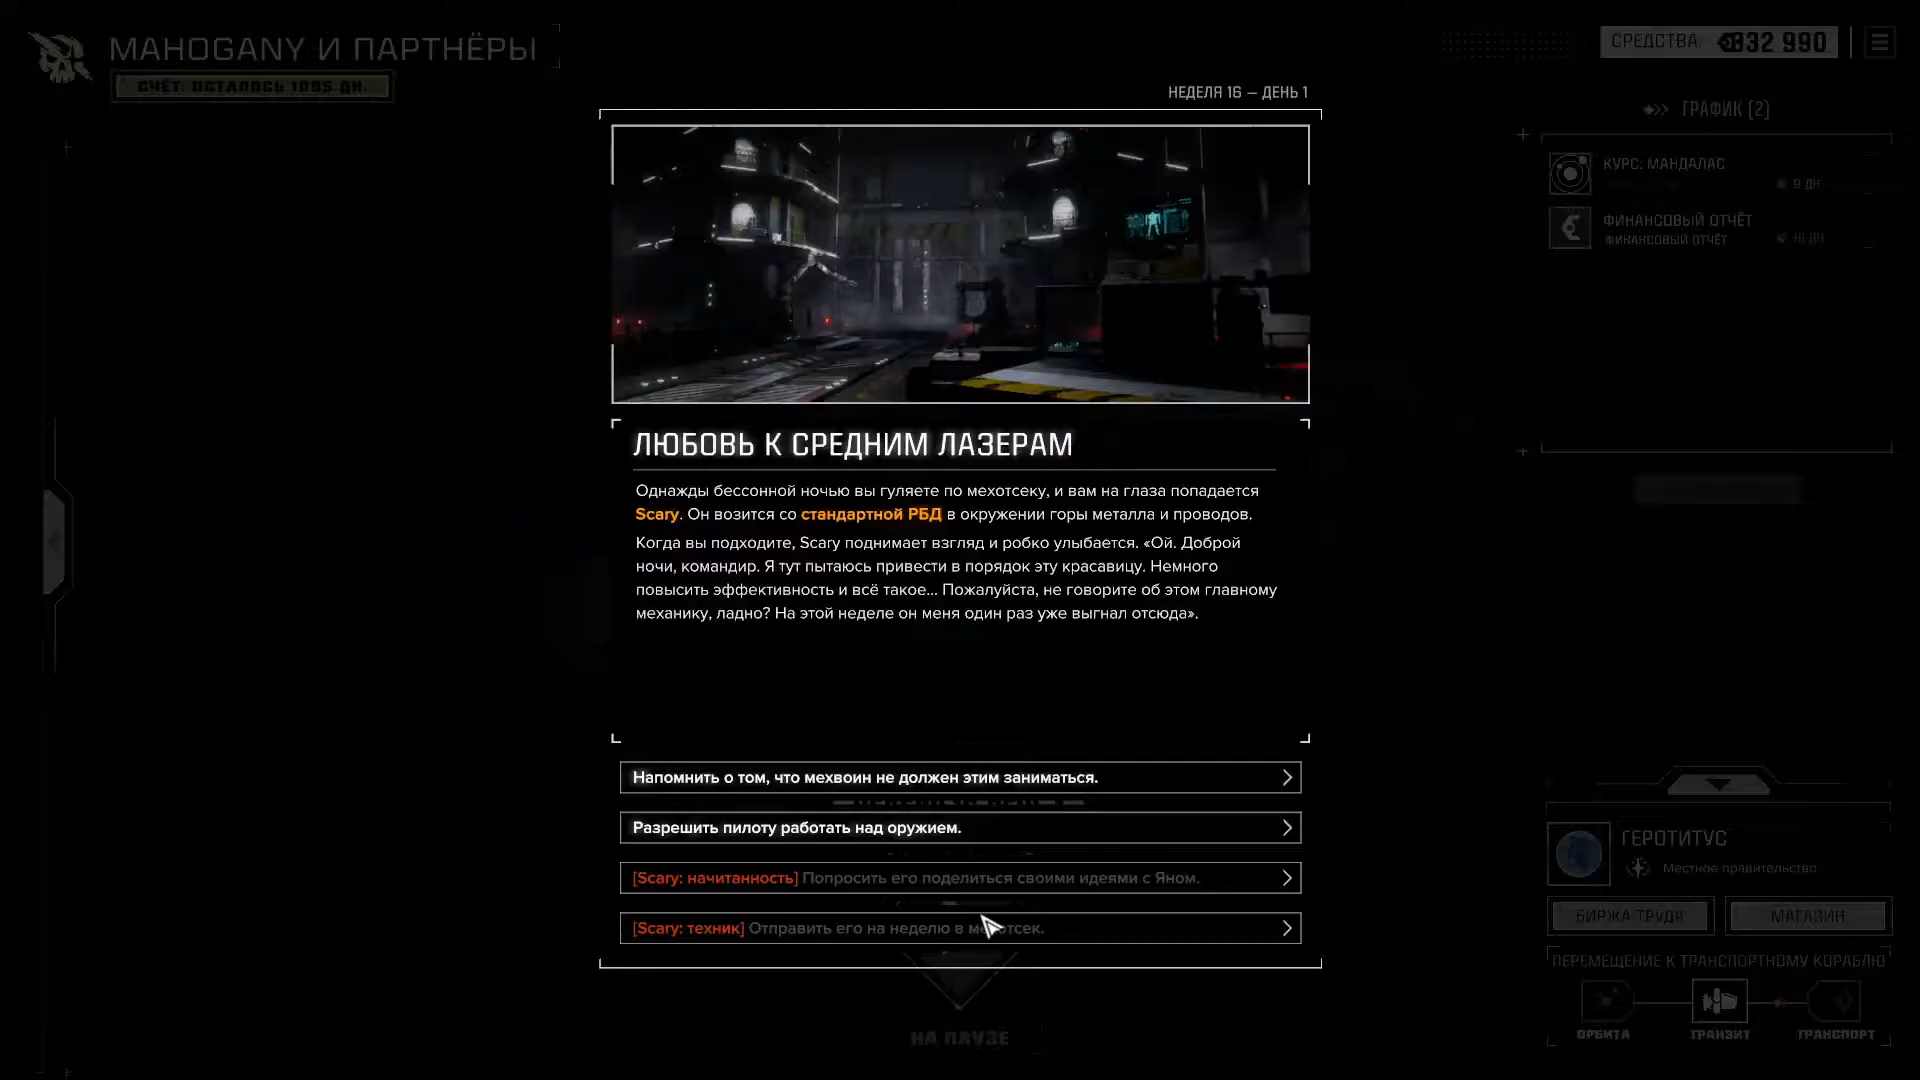 MAHOGANY И ПАРТНЁРЫ
СЧЁТ: ОСТАЛОСЬ 1095 ДН.
СРЕДСТВА: 332 990
НЕДЕЛЯ 16 — ДЕНЬ 1
ГРАФИК (2)
КУРС: МАНДАЛАС
9 ДН.
ФИНАНСОВЫЙ ОТЧЁТ
ФИНАНСОВЫЙ ОТЧЁТ
ЛЮБОВЬ К СРЕДНИМ ЛАЗЕРАМ
Однажды бессонной ночью вы гуляете по мехотсеку, и вам на глаза попадается
Scary. Он возится со стандартной РБД в окружении горы металла и проводов.
Когда вы подходите, Scary поднимает взгляд и робко улыбается. «Ой. Доброй
ночи, командир. Я тут пытаюсь привести в порядок эту красавицу. Немного
повысить эффективность и всё такое... Пожалуйста, не говорите об этом главному
механику, ладно? На этой неделе он меня один раз уже выгнал отсюда».
Напомнить о том, что мехвоин не должен этим заниматься.
Разрешить пилоту работать над оружием.
[Scary: начитанность] Попросить его поделиться своими идеями с Яном.
[Scary: техник] Отправить его на неделю в мехотсек.
НА ПАУЗЕ
ГЕРОТИТУС
Местное правительство
БИРЖА ТРУДА
МАГАЗИН
ПЕРЕМЕЩЕНИЕ К ТРАНСПОРТНОМУ КОРАБЛЮ
ОРБИТА
ТРАНЗИТ
ТРАНСПОРТ